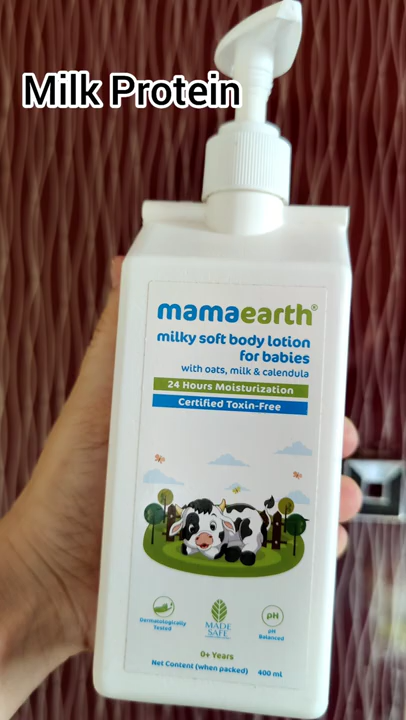 Milk Protein
mamaearth®
milky soft body lotion
for babies
with oats, milk & calendula
24 Hours Moisturization
Certified Toxin-Free
Dermatologically
Tested
MADE
SAFE
pH
pH
Balanced
0+ Years
Net Content (when packed) 400 ml